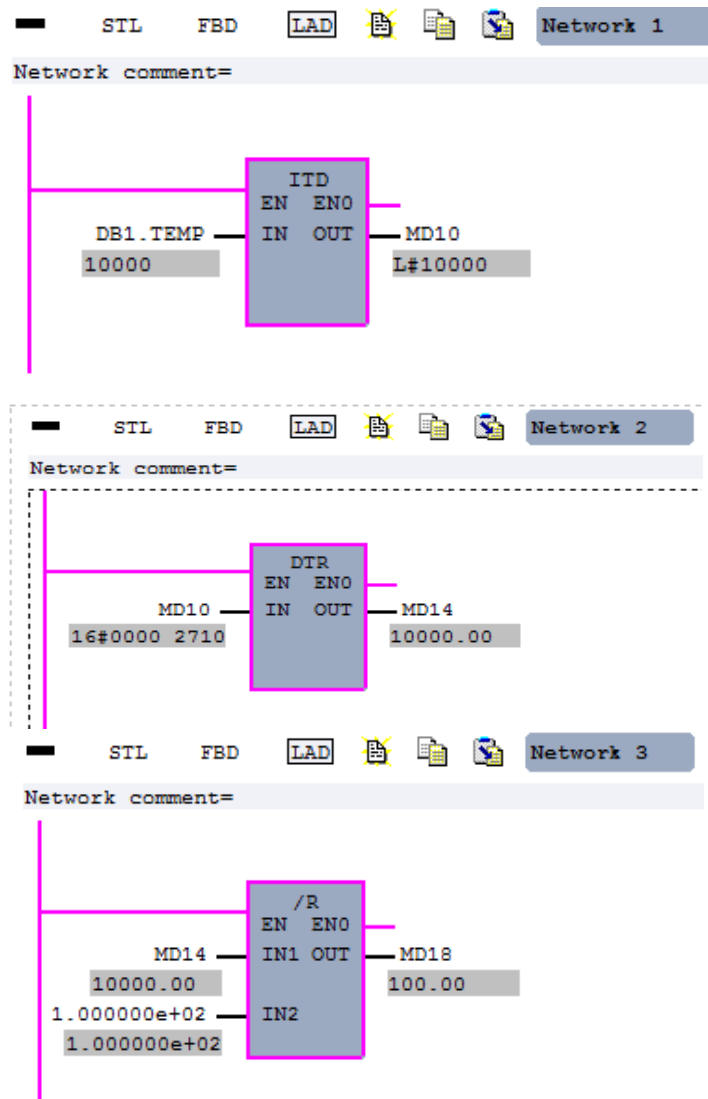 STL FBD LAD Network 1
Network comment=
ITD
EN ENO
DB1.TEMP IN OUT MD10
10000 L#10000
STL FBD LAD Network 2
Network comment=
DTR
EN ENO
MD10 IN OUT MD14
16#0000 2710 10000.00
STL FBD LAD Network 3
Network comment=
/R
EN ENO
MD14 IN1 OUT MD18
10000.00 100.00
1.000000e+02 IN2
1.000000e+02